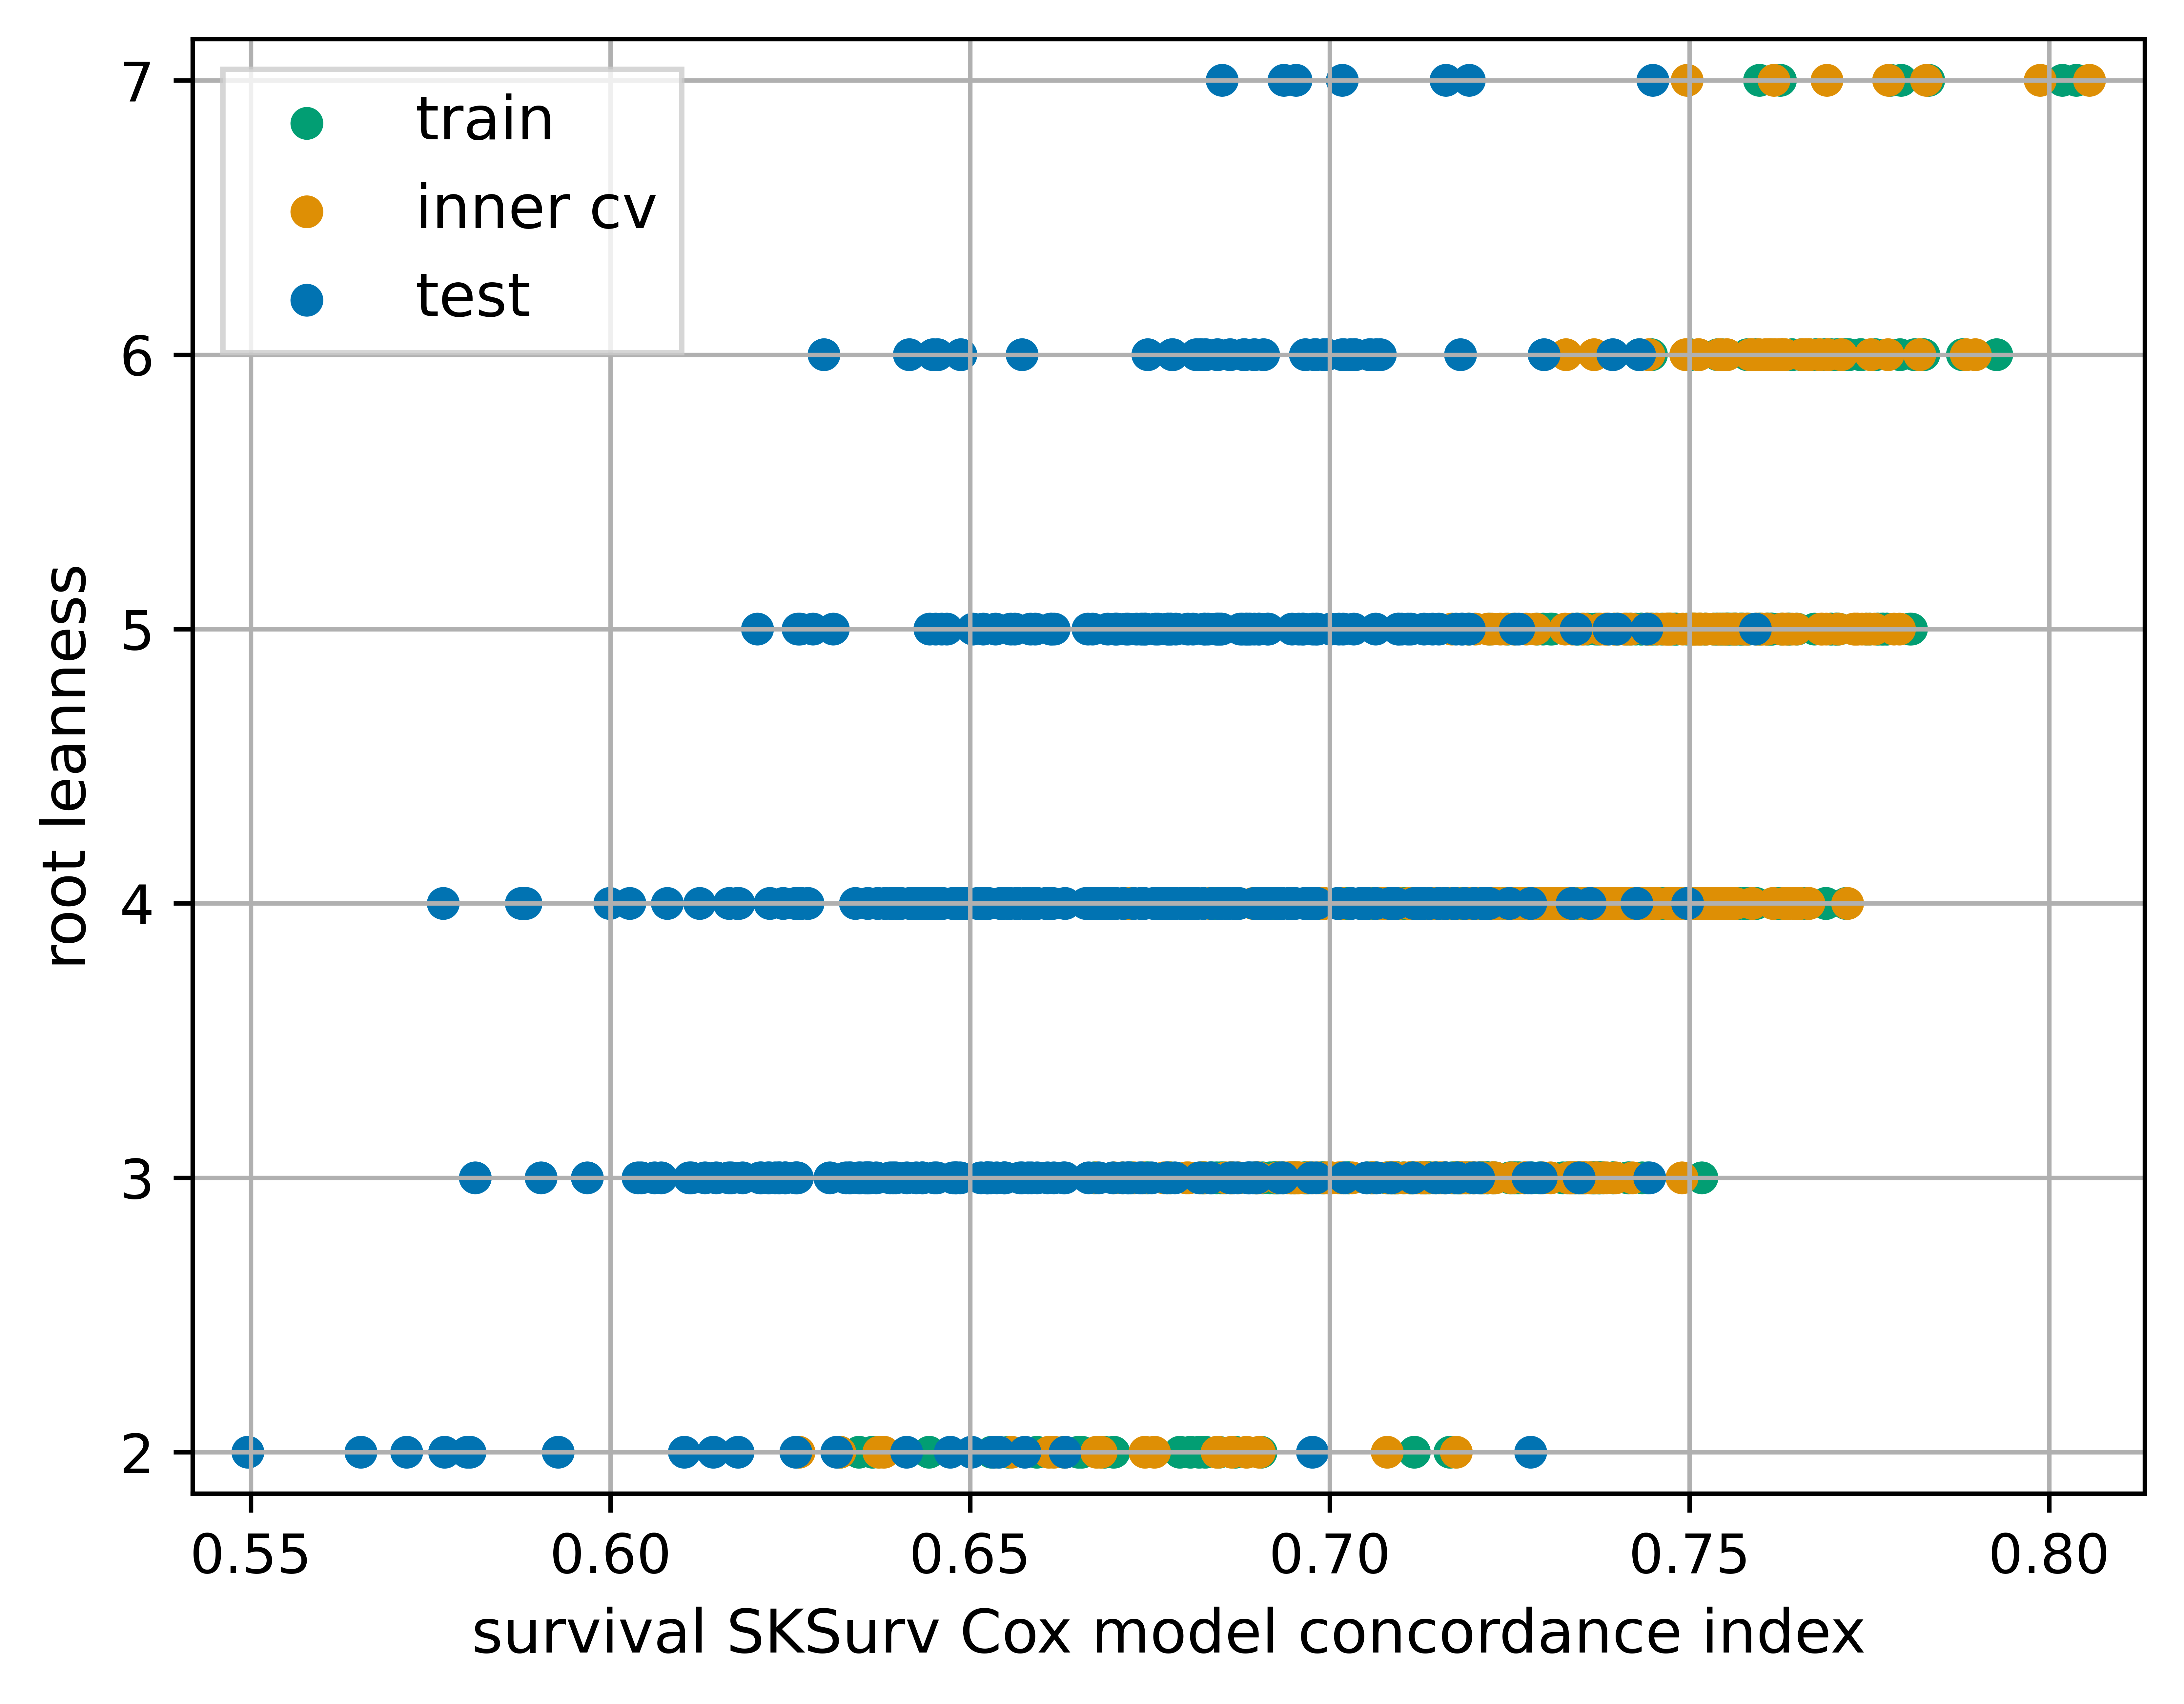 train
inner cv
test
7
6
5
4
3
2
root leanness
0.55 0.60 0.65 0.70 0.75 0.80
survival SKSurv Cox model concordance index